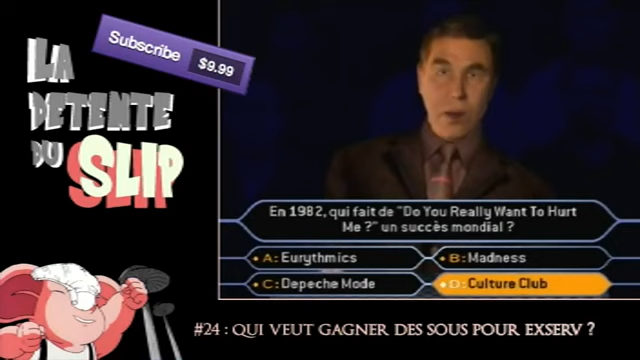 LA
DETENTE
DU
SLIP
Subscribe $9.99
En 1982, qui fait de "Do You Really Want To Hurt
Me ?" un succès mondial ?
A: Eurythmics
B: Madness
C: Depeche Mode
D: Culture Club
#24 : QUI VEUT GAGNER DES SOUS POUR EXSERV ?